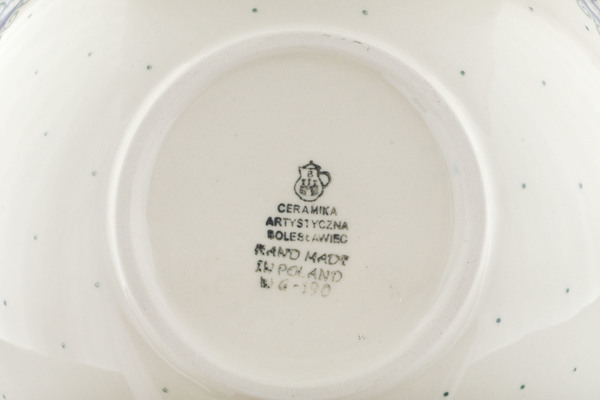 CERAMIKA
ARTYSTYCZNA
BOLESŁAWIEC
HAND MADE
IN POLAND